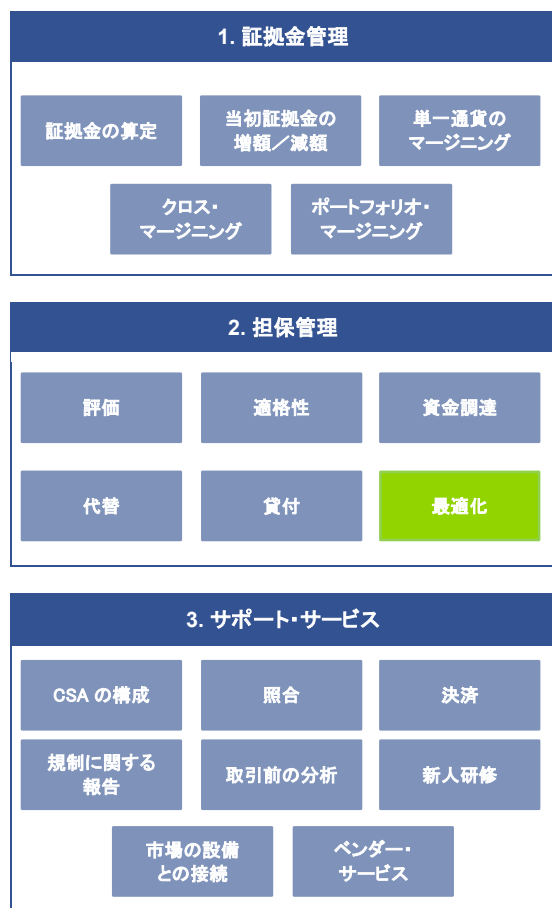 1. 証拠金管理
証拠金の算定
当初証拠金の
増額／減額
単一通貨の
マージニング
クロス・
マージニング
ポートフォリオ・
マージニング
2. 担保管理
評価
適格性
資金調達
代替
貸付
最適化
3. サポート・サービス
CSA の構成
照合
決済
規制に関する
報告
取引前の分析
新人研修
市場の設備
との接続
ベンダー・
サービス